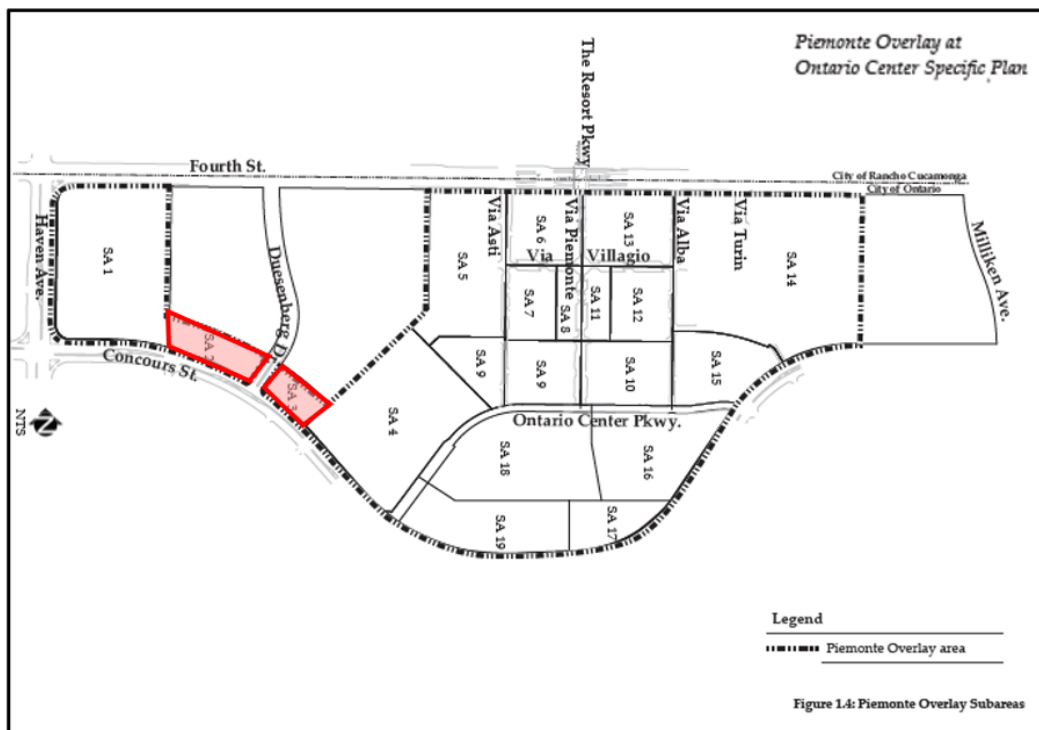 Piemonte Overlay at
Ontario Center Specific Plan
The Resort Pkwy
Fourth St.
City of Rancho Cucamonga
City of Ontario
Haven Ave.
SA 1
Duesenberg Dr.
SA 5
Via Asti
SA 6
Via Piemonte
SA 13
Via Alba
Via Turin
SA 14
Milliken Ave.
Via Villagio
SA 7
SA 8
SA 11
SA 12
SA 2
Concours St.
SA 3
SA 4
SA 9
SA 9
SA 10
SA 15
NTS
N
Ontario Center Pkwy.
SA 18
SA 16
SA 19
SA 17
Legend
Piemonte Overlay area
Figure 1.4: Piemonte Overlay Subareas